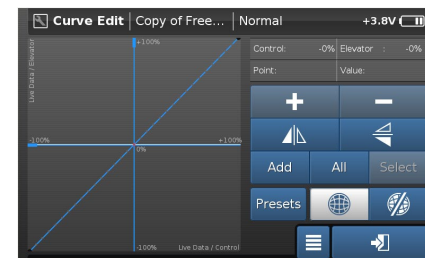 Curve Edit Copy of Free... Normal +3.8V
Live Data / Elevator
+100%
-100%
+100%
0%
-100%
Live Data / Control
Control: -0% Elevator : -0%
Point: Value:
+ −
Add All Select
Presets